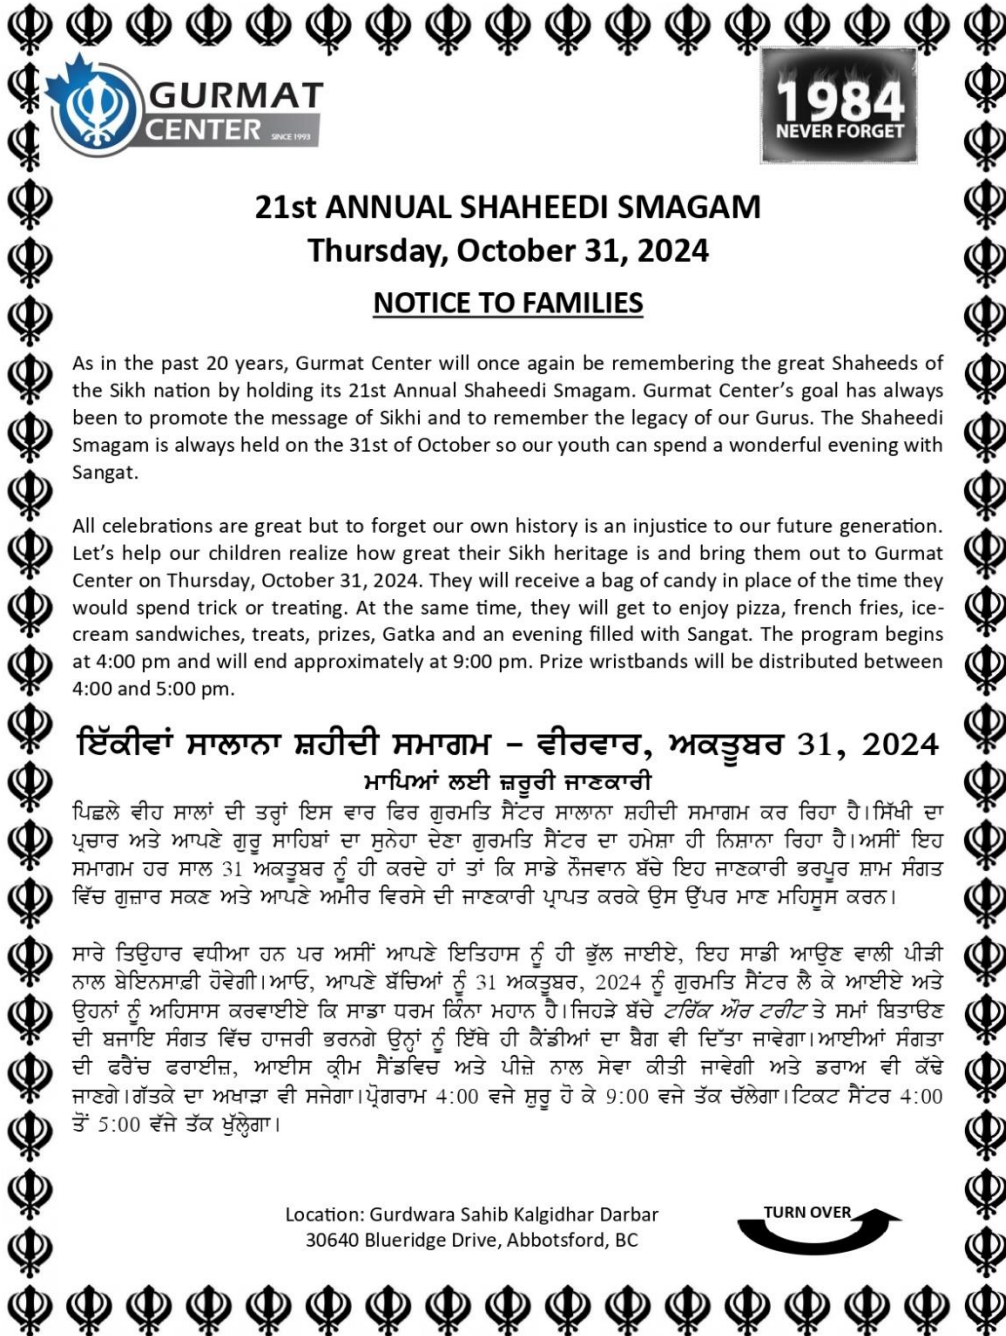 GURMAT
CENTER SINCE 1993
1984
NEVER FORGET
21st ANNUAL SHAHEEDI SMAGAM
Thursday, October 31, 2024
NOTICE TO FAMILIES
As in the past 20 years, Gurmat Center will once again be remembering the great Shaheeds of
the Sikh nation by holding its 21st Annual Shaheedi Smagam. Gurmat Center’s goal has always
been to promote the message of Sikhi and to remember the legacy of our Gurus. The Shaheedi
Smagam is always held on the 31st of October so our youth can spend a wonderful evening with
Sangat.
All celebrations are great but to forget our own history is an injustice to our future generation.
Let’s help our children realize how great their Sikh heritage is and bring them out to Gurmat
Center on Thursday, October 31, 2024. They will receive a bag of candy in place of the time they
would spend trick or treating. At the same time, they will get to enjoy pizza, french fries, ice-
cream sandwiches, treats, prizes, Gatka and an evening filled with Sangat. The program begins
at 4:00 pm and will end approximately at 9:00 pm. Prize wristbands will be distributed between
4:00 and 5:00 pm.
ਇੱਕੀਵਾਂ ਸਾਲਾਨਾ ਸ਼ਹੀਦੀ ਸਮਾਗਮ – ਵੀਰਵਾਰ, ਅਕਤੂਬਰ 31, 2024
ਮਾਪਿਆਂ ਲਈ ਜ਼ਰੂਰੀ ਜਾਣਕਾਰੀ
ਪਿਛਲੇ ਵੀਹ ਸਾਲਾਂ ਦੀ ਤਰ੍ਹਾਂ ਇਸ ਵਾਰ ਫਿਰ ਗੁਰਮਤਿ ਸੈਂਟਰ ਸਾਲਾਨਾ ਸ਼ਹੀਦੀ ਸਮਾਗਮ ਕਰ ਰਿਹਾ ਹੈ।ਸਿੱਖੀ ਦਾ
ਪ੍ਰਚਾਰ ਅਤੇ ਆਪਣੇ ਗੁਰੂ ਸਾਹਿਬਾਂ ਦਾ ਸੁਨੇਹਾ ਦੇਣਾ ਗੁਰਮਤਿ ਸੈਂਟਰ ਦਾ ਹਮੇਸ਼ਾ ਹੀ ਨਿਸ਼ਾਨਾ ਰਿਹਾ ਹੈ।ਅਸੀਂ ਇਹ
ਸਮਾਗਮ ਹਰ ਸਾਲ 31 ਅਕਤੂਬਰ ਨੂੰ ਹੀ ਕਰਦੇ ਹਾਂ ਤਾਂ ਕਿ ਸਾਡੇ ਨੌਜਵਾਨ ਬੱਚੇ ਇਹ ਜਾਣਕਾਰੀ ਭਰਪੂਰ ਸ਼ਾਮ ਸੰਗਤ
ਵਿੱਚ ਗੁਜ਼ਾਰ ਸਕਣ ਅਤੇ ਆਪਣੇ ਅਮੀਰ ਵਿਰਸੇ ਦੀ ਜਾਣਕਾਰੀ ਪ੍ਰਾਪਤ ਕਰਕੇ ਉਸ ਉੱਪਰ ਮਾਣ ਮਹਿਸੂਸ ਕਰਨ।
ਸਾਰੇ ਤਿਉਹਾਰ ਵਧੀਆ ਹਨ ਪਰ ਅਸੀਂ ਆਪਣੇ ਇਤਿਹਾਸ ਨੂੰ ਹੀ ਭੁੱਲ ਜਾਈਏ, ਇਹ ਸਾਡੀ ਆਉਣ ਵਾਲੀ ਪੀੜੀ
ਨਾਲ ਬੇਇਨਸਾਫ਼ੀ ਹੋਵੇਗੀ।ਆਓ, ਆਪਣੇ ਬੱਚਿਆਂ ਨੂੰ 31 ਅਕਤੂਬਰ, 2024 ਨੂੰ ਗੁਰਮਤਿ ਸੈਂਟਰ ਲੈ ਕੇ ਆਈਏ ਅਤੇ
ਉਹਨਾਂ ਨੂੰ ਅਹਿਸਾਸ ਕਰਵਾਈਏ ਕਿ ਸਾਡਾ ਧਰਮ ਕਿੰਨਾ ਮਹਾਨ ਹੈ।ਜਿਹੜੇ ਬੱਚੇ ਟਰਿੱਕ ਔਰ ਟਰੀਟ ਤੇ ਸਮਾਂ ਬਿਤਾਉਣ
ਦੀ ਬਜਾਇ ਸੰਗਤ ਵਿੱਚ ਹਾਜਰੀ ਭਰਨਗੇ ਉਨ੍ਹਾਂ ਨੂੰ ਇੱਥੇ ਹੀ ਕੈਂਡੀਆਂ ਦਾ ਬੈਗ ਵੀ ਦਿੱਤਾ ਜਾਵੇਗਾ।ਆਈਆਂ ਸੰਗਤਾ
ਦੀ ਫਰੈਂਚ ਫਰਾਈਜ਼, ਆਈਸ ਕ੍ਰੀਮ ਸੈਂਡਵਿਚ ਅਤੇ ਪੀਜ਼ੇ ਨਾਲ ਸੇਵਾ ਕੀਤੀ ਜਾਵੇਗੀ ਅਤੇ ਡਰਾਅ ਵੀ ਕੱਢੇ
ਜਾਣਗੇ।ਗੱਤਕੇ ਦਾ ਅਖਾੜਾ ਵੀ ਸਜੇਗਾ।ਪ੍ਰੋਗਰਾਮ 4:00 ਵਜੇ ਸ਼ੁਰੂ ਹੋ ਕੇ 9:00 ਵਜੇ ਤੱਕ ਚੱਲੇਗਾ।ਟਿਕਟ ਸੈਂਟਰ 4:00
ਤੋਂ 5:00 ਵੱਜੇ ਤੱਕ ਖੁੱਲ੍ਹੇਗਾ।
Location: Gurdwara Sahib Kalgidhar Darbar
30640 Blueridge Drive, Abbotsford, BC
TURN OVER